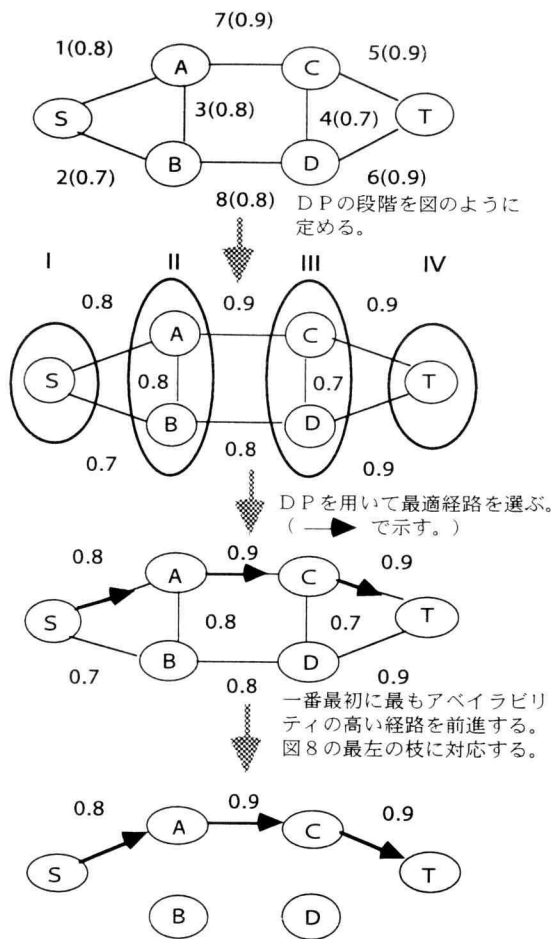 7(0.9)
1(0.8)
A
C
5(0.9)
S
3(0.8)
4(0.7)
T
B
D
2(0.7)
6(0.9)
8(0.8)
DPの段階を図のように
定める。
I
II
III
IV
0.8
0.9
0.9
A
C
S
0.8
0.7
T
B
D
0.7
0.8
0.9
DPを用いて最適経路を選ぶ。
( で示す。)
0.8
0.9
0.9
A
C
S
0.8
0.7
T
B
D
0.7
0.8
0.9
一番最初に最もアベイラビリ
ティの高い経路を前進する。
図8の最左の枝に対応する。
0.8
0.9
0.9
A
C
S
T
B
D